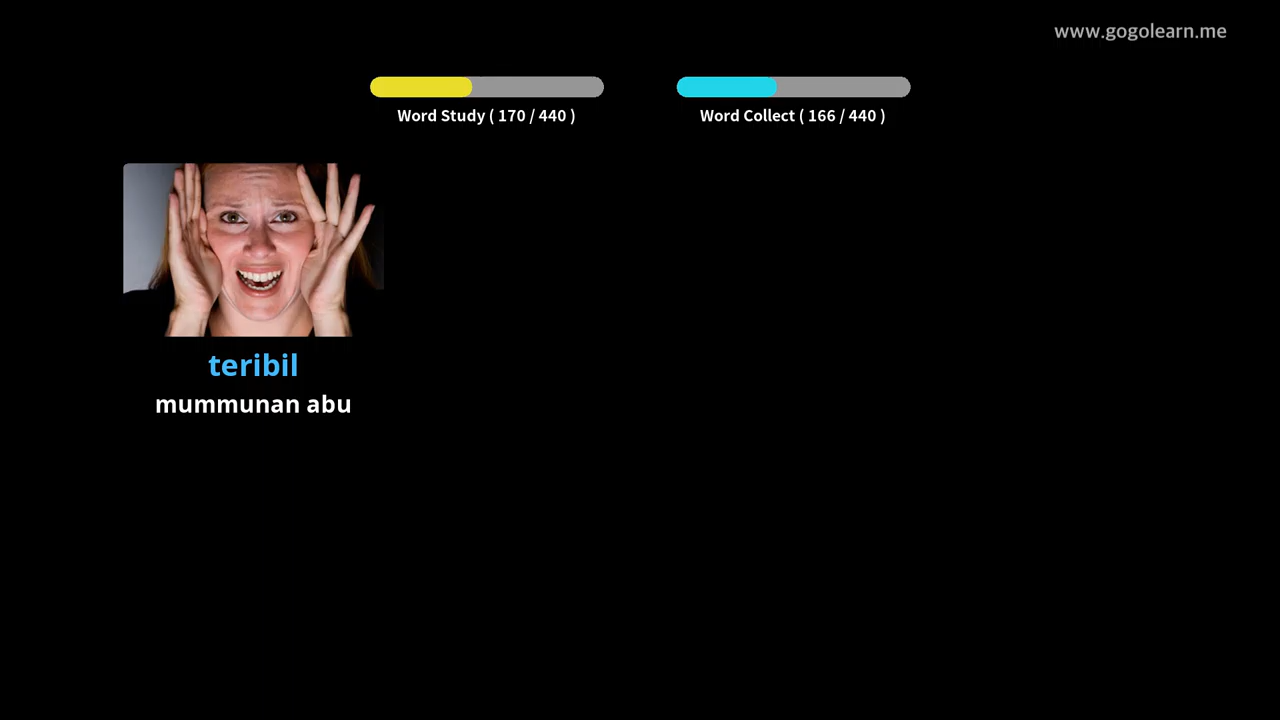 www.gogolearn.me
Word Study ( 170 / 440 )
Word Collect ( 166 / 440 )
teribil
mummunan abu